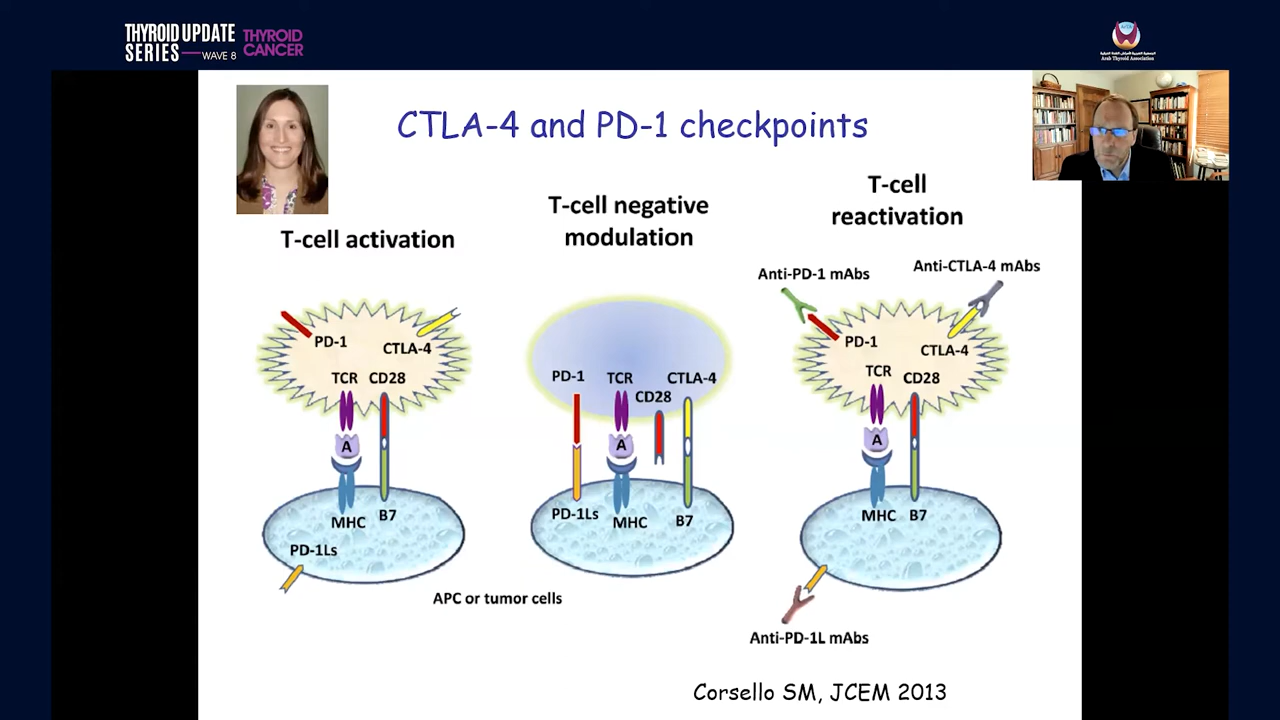 THYROID UPDATE
SERIES — WAVE 8
THYROID
CANCER
Arab Thyroid Association
CTLA-4 and PD-1 checkpoints
T-cell activation
T-cell negative
modulation
T-cell
reactivation
Anti-PD-1 mAbs
Anti-CTLA-4 mAbs
PD-1
CTLA-4
TCR
CD28
A
MHC
B7
PD-1Ls
PD-1
TCR
CD28
CTLA-4
A
PD-1Ls
MHC
B7
PD-1
CTLA-4
TCR
CD28
A
MHC
B7
APC or tumor cells
Anti-PD-1L mAbs
Corsello SM, JCEM 2013